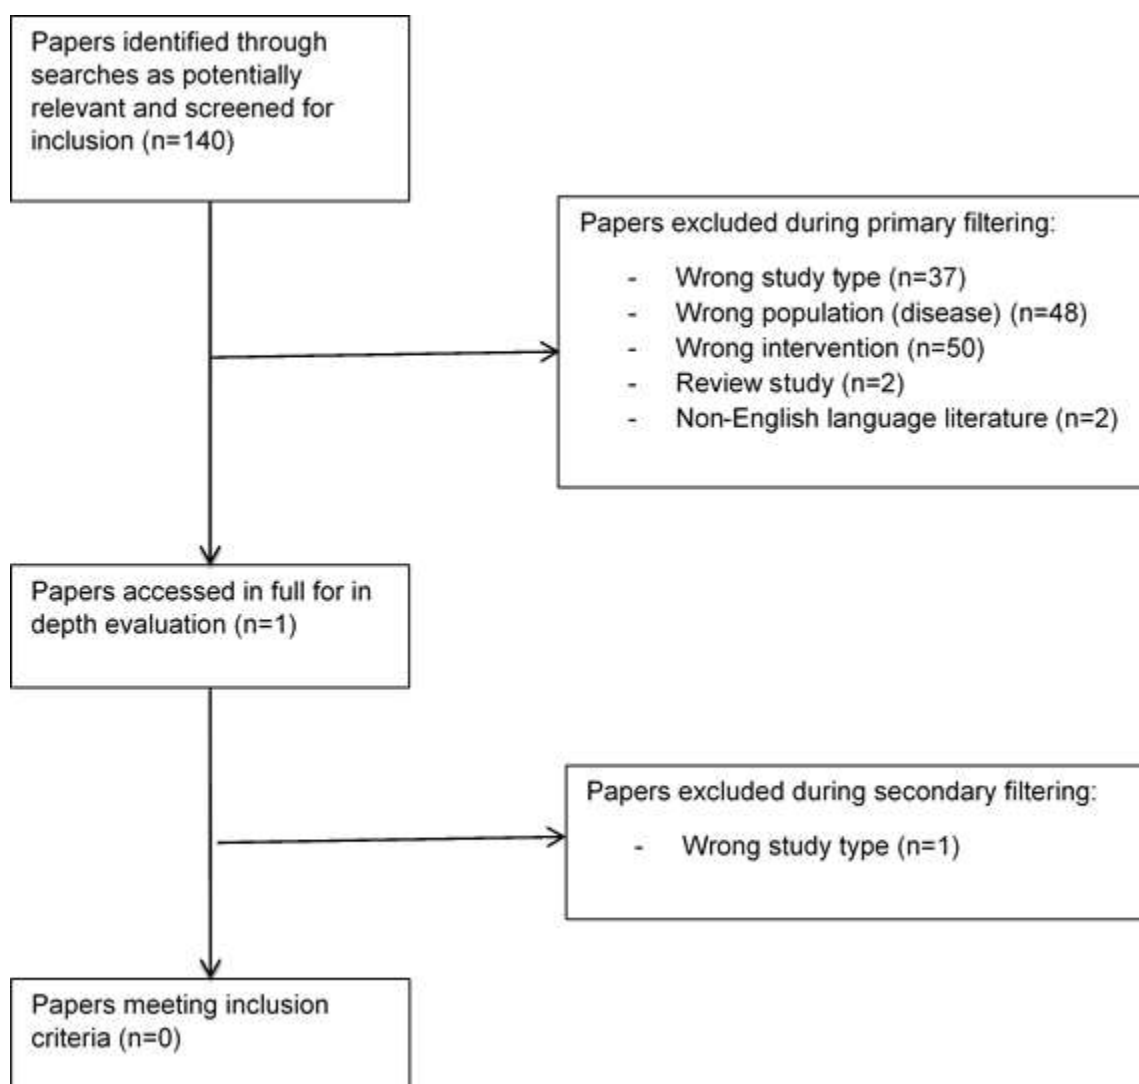 Papers identified through
searches as potentially
relevant and screened for
inclusion (n=140)
Papers excluded during primary filtering:
- Wrong study type (n=37)
- Wrong population (disease) (n=48)
- Wrong intervention (n=50)
- Review study (n=2)
- Non-English language literature (n=2)
Papers accessed in full for in
depth evaluation (n=1)
Papers excluded during secondary filtering:
- Wrong study type (n=1)
Papers meeting inclusion
criteria (n=0)